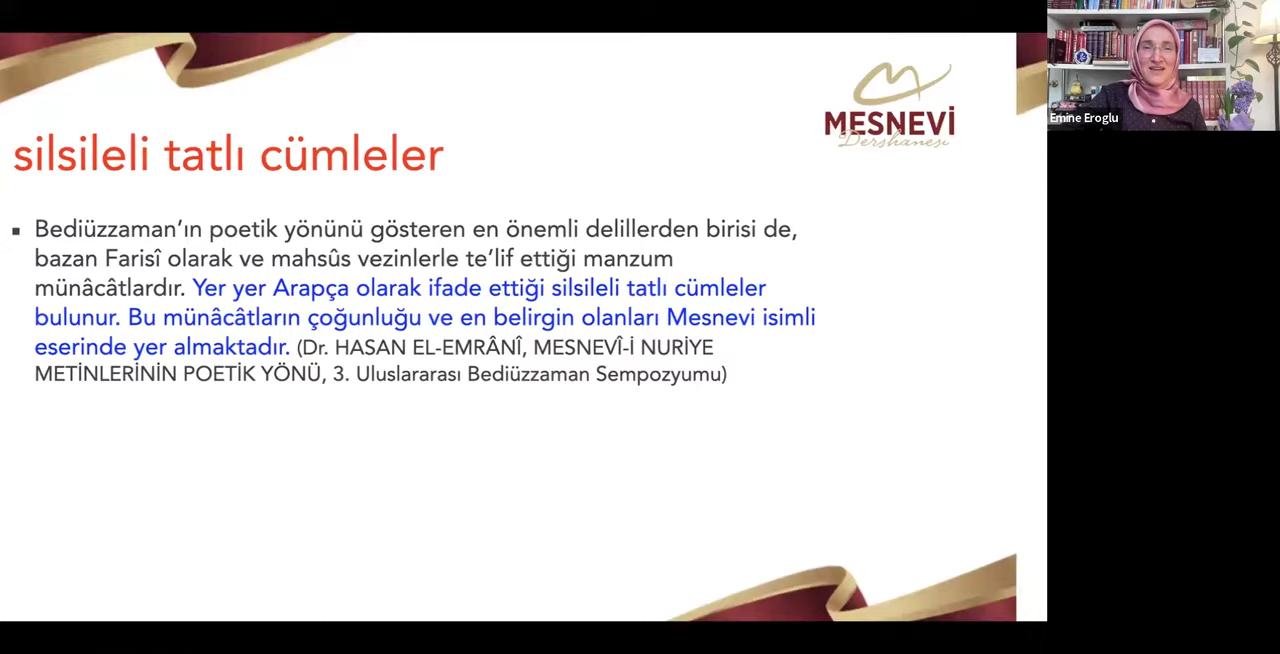 MESNEVİ
Dershanesi
Emine Eroglu
silsileli tatlı cümleler
▪ Bediüzzaman’ın poetik yönünü gösteren en önemli delillerden birisi de,
bazan Farisî olarak ve mahsûs vezinlerle te’lif ettiği manzum
münâcâtlardır. Yer yer Arapça olarak ifade ettiği silsileli tatlı cümleler
bulunur. Bu münâcâtların çoğunluğu ve en belirgin olanları Mesnevi isimli
eserinde yer almaktadır. (Dr. HASAN EL-EMRÂNÎ, MESNEVÎ-İ NURİYE
METİNLERİNİN POETİK YÖNÜ, 3. Uluslararası Bediüzzaman Sempozyumu)